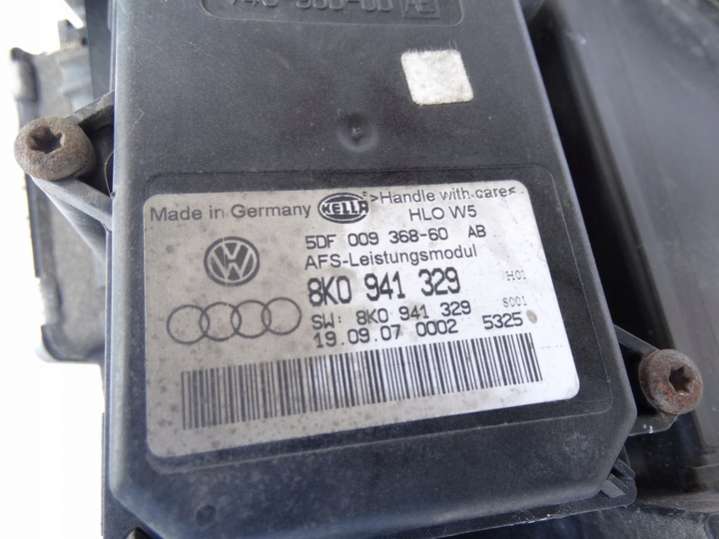 Made in Germany HELLA >Handle with care<
HLO W5
5DF 009 368-60 AB
AFS-Leistungsmodul
8K0 941 329 H01
SW: 8K0 941 329 S001
19.09.07 0002 5325